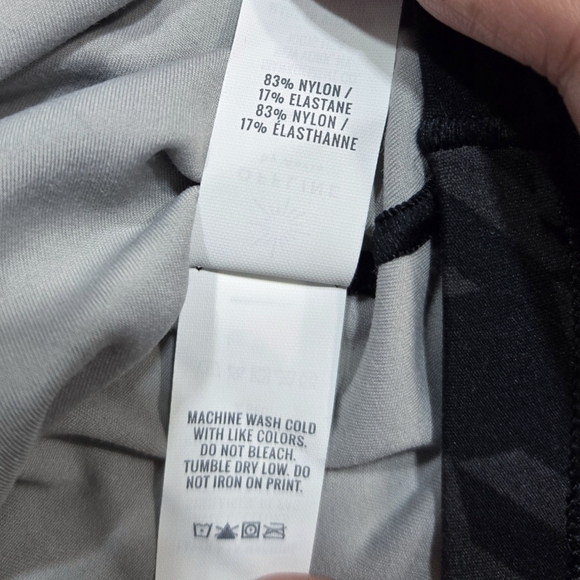 83% NYLON /
17% ELASTANE
83% NYLON /
17% ÉLASTHANNE
MACHINE WASH COLD
WITH LIKE COLORS.
DO NOT BLEACH.
TUMBLE DRY LOW. DO
NOT IRON ON PRINT.